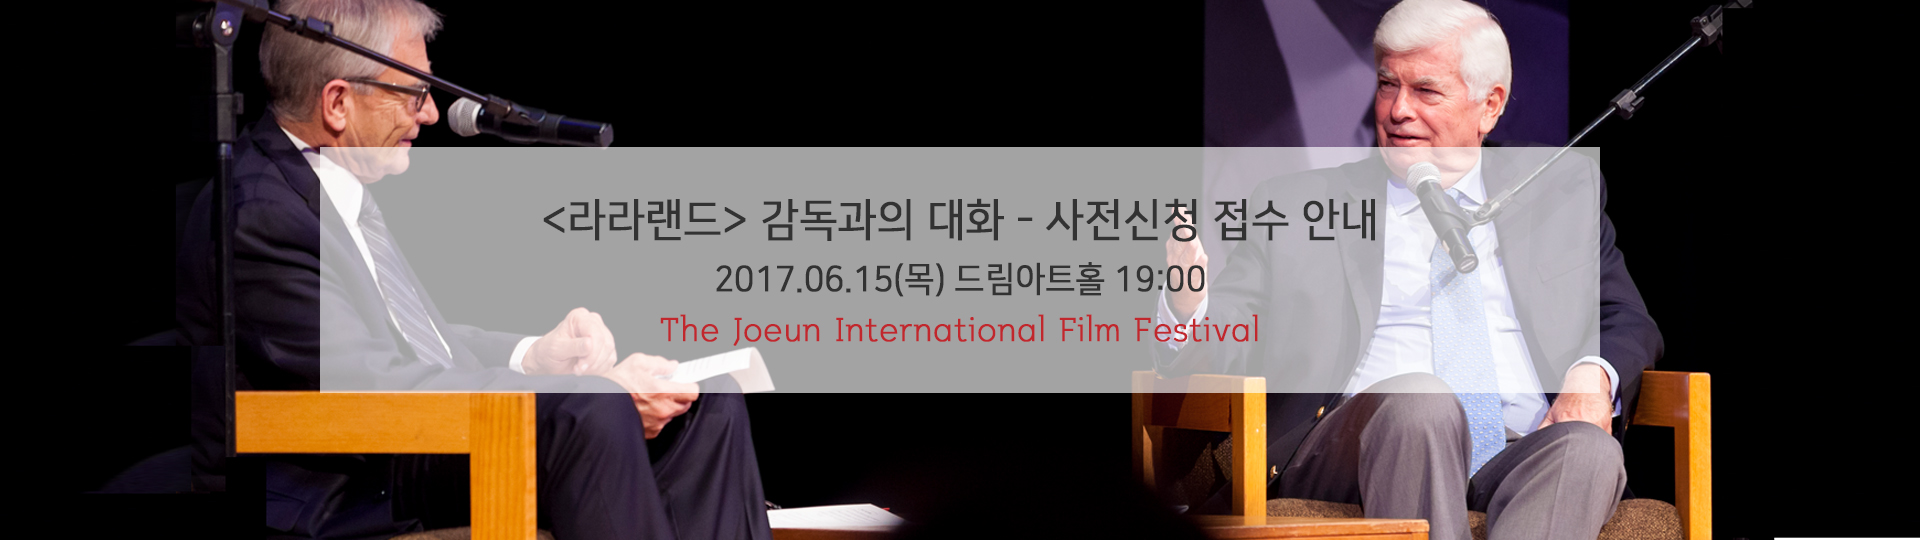 <라라랜드> 감독과의 대화 - 사전신청 접수 안내
2017.06.15(목) 드림아트홀 19:00
The Joeun International Film Festival